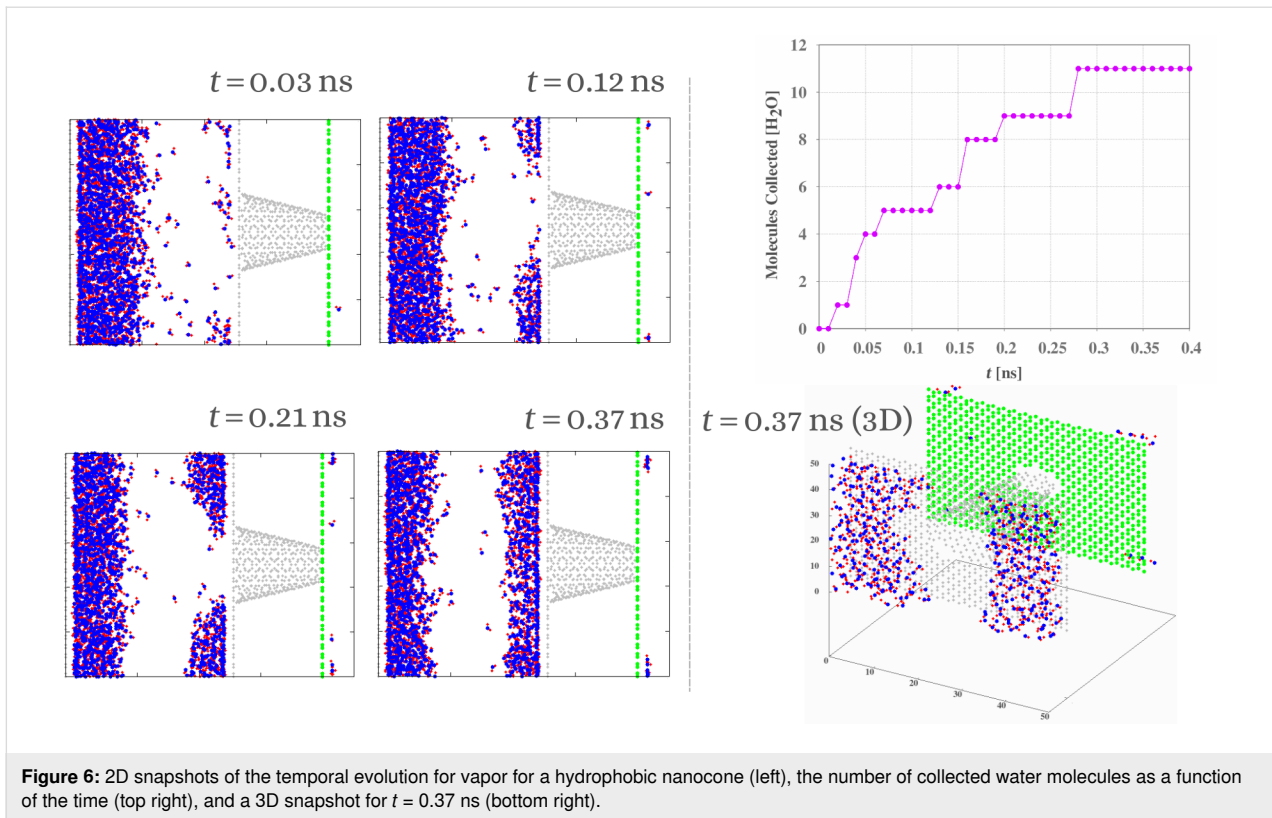 t = 0.03 ns
t = 0.12 ns
t = 0.21 ns
t = 0.37 ns
12
10
8
6
4
2
0
Molecules Collected [H₂O]
0 0.05 0.1 0.15 0.2 0.25 0.3 0.35 0.4
t [ns]
t = 0.37 ns (3D)
50
50
40
30
20
10
0
0
10
20
30
40
50
Figure 6: 2D snapshots of the temporal evolution for vapor for a hydrophobic nanocone (left), the number of collected water molecules as a function
of the time (top right), and a 3D snapshot for t = 0.37 ns (bottom right).